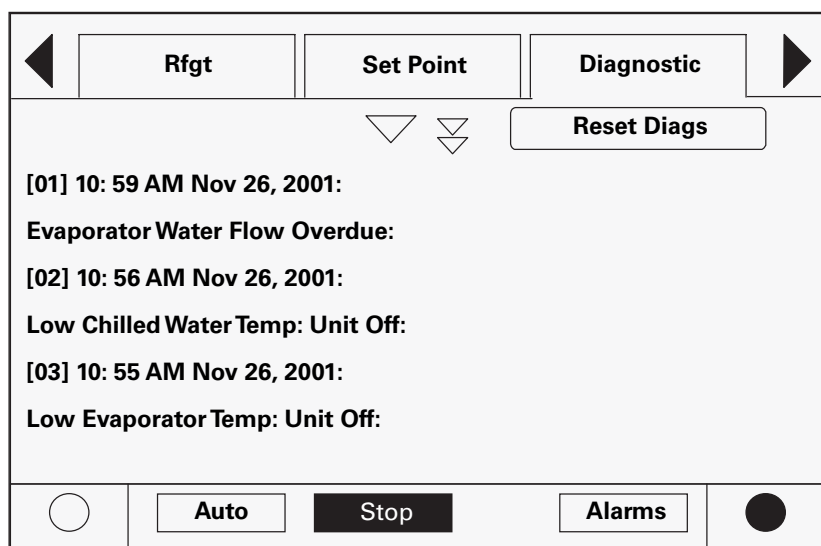 Rfgt Set Point Diagnostic
Reset Diags
[01] 10: 59 AM Nov 26, 2001:
Evaporator Water Flow Overdue:
[02] 10: 56 AM Nov 26, 2001:
Low Chilled Water Temp: Unit Off:
[03] 10: 55 AM Nov 26, 2001:
Low Evaporator Temp: Unit Off:
Auto Stop Alarms